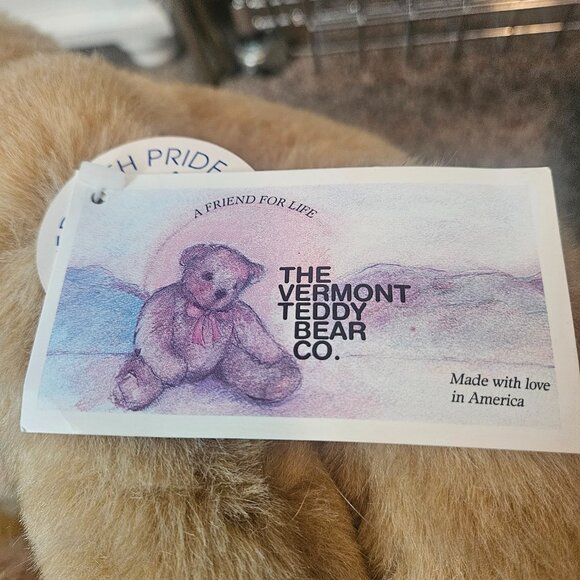 PRIDE
A FRIEND FOR LIFE
THE
VERMONT
TEDDY
BEAR
CO.
Made with love
in America